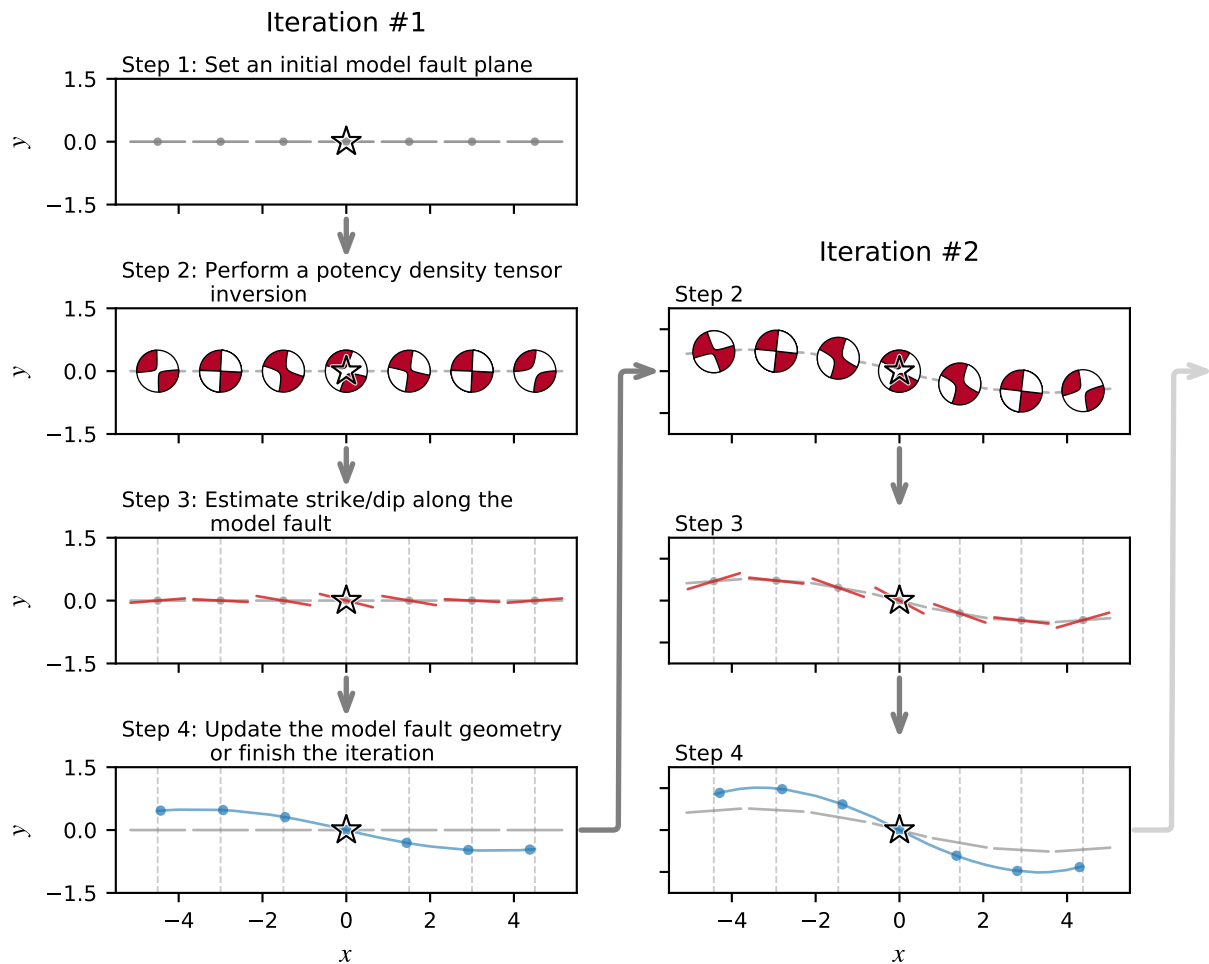 Iteration #1
Step 1: Set an initial model fault plane
1.5
0.0
−1.5
y
Step 2: Perform a potency density tensor
inversion
1.5
0.0
−1.5
y
Step 3: Estimate strike/dip along the
model fault
1.5
0.0
−1.5
y
Step 4: Update the model fault geometry
or finish the iteration
1.5
0.0
−1.5
y
−4 −2 0 2 4
x
Iteration #2
Step 2
Step 3
Step 4
−4 −2 0 2 4
x